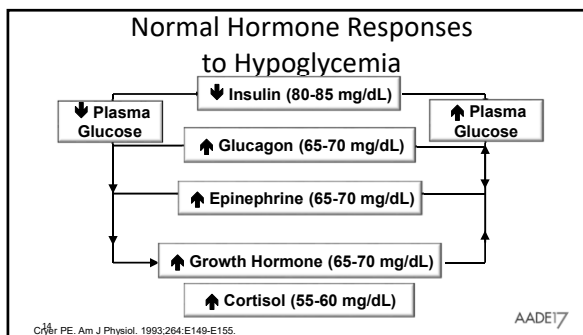 Normal Hormone Responses
to Hypoglycemia
🡇 Insulin (80-85 mg/dL)
🡇 Plasma
Glucose
🡅 Plasma
Glucose
🡅 Glucagon (65-70 mg/dL)
🡅 Epinephrine (65-70 mg/dL)
🡅 Growth Hormone (65-70 mg/dL)
🡅 Cortisol (55-60 mg/dL)
14
Cryer PE. Am J Physiol. 1993;264:E149-E155.
AADE17